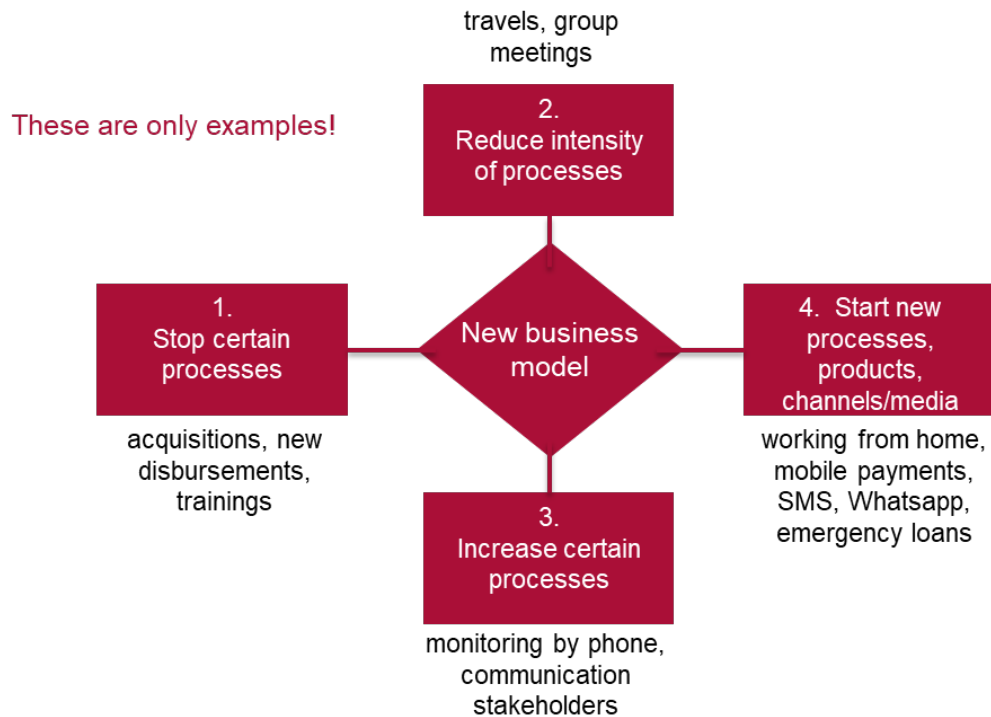 travels, group
meetings
These are only examples!
2.
Reduce intensity
of processes
1.
Stop certain
processes
New business
model
4.  Start new
processes,
products,
channels/media
acquisitions, new
disbursements,
trainings
working from home,
mobile payments,
SMS, Whatsapp,
emergency loans
3.
Increase certain
processes
monitoring by phone,
communication
stakeholders